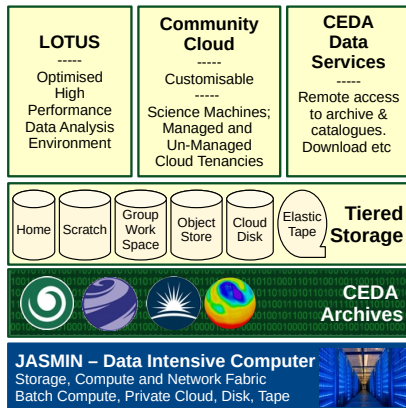 LOTUS
-----
Optimised
High
Performance
Data Analysis
Environment
Community
Cloud
-----
Customisable
-----
Science Machines;
Managed and
Un-Managed
Cloud Tenancies
CEDA
Data
Services
-----
Remote access
to archive &
catalogues.
Download etc
Home
Scratch
Group
Work
Space
Object
Store
Cloud
Disk
Elastic
Tape
Tiered
Storage
CEDA
Archives
JASMIN – Data Intensive Computer
Storage, Compute and Network Fabric
Batch Compute, Private Cloud, Disk, Tape